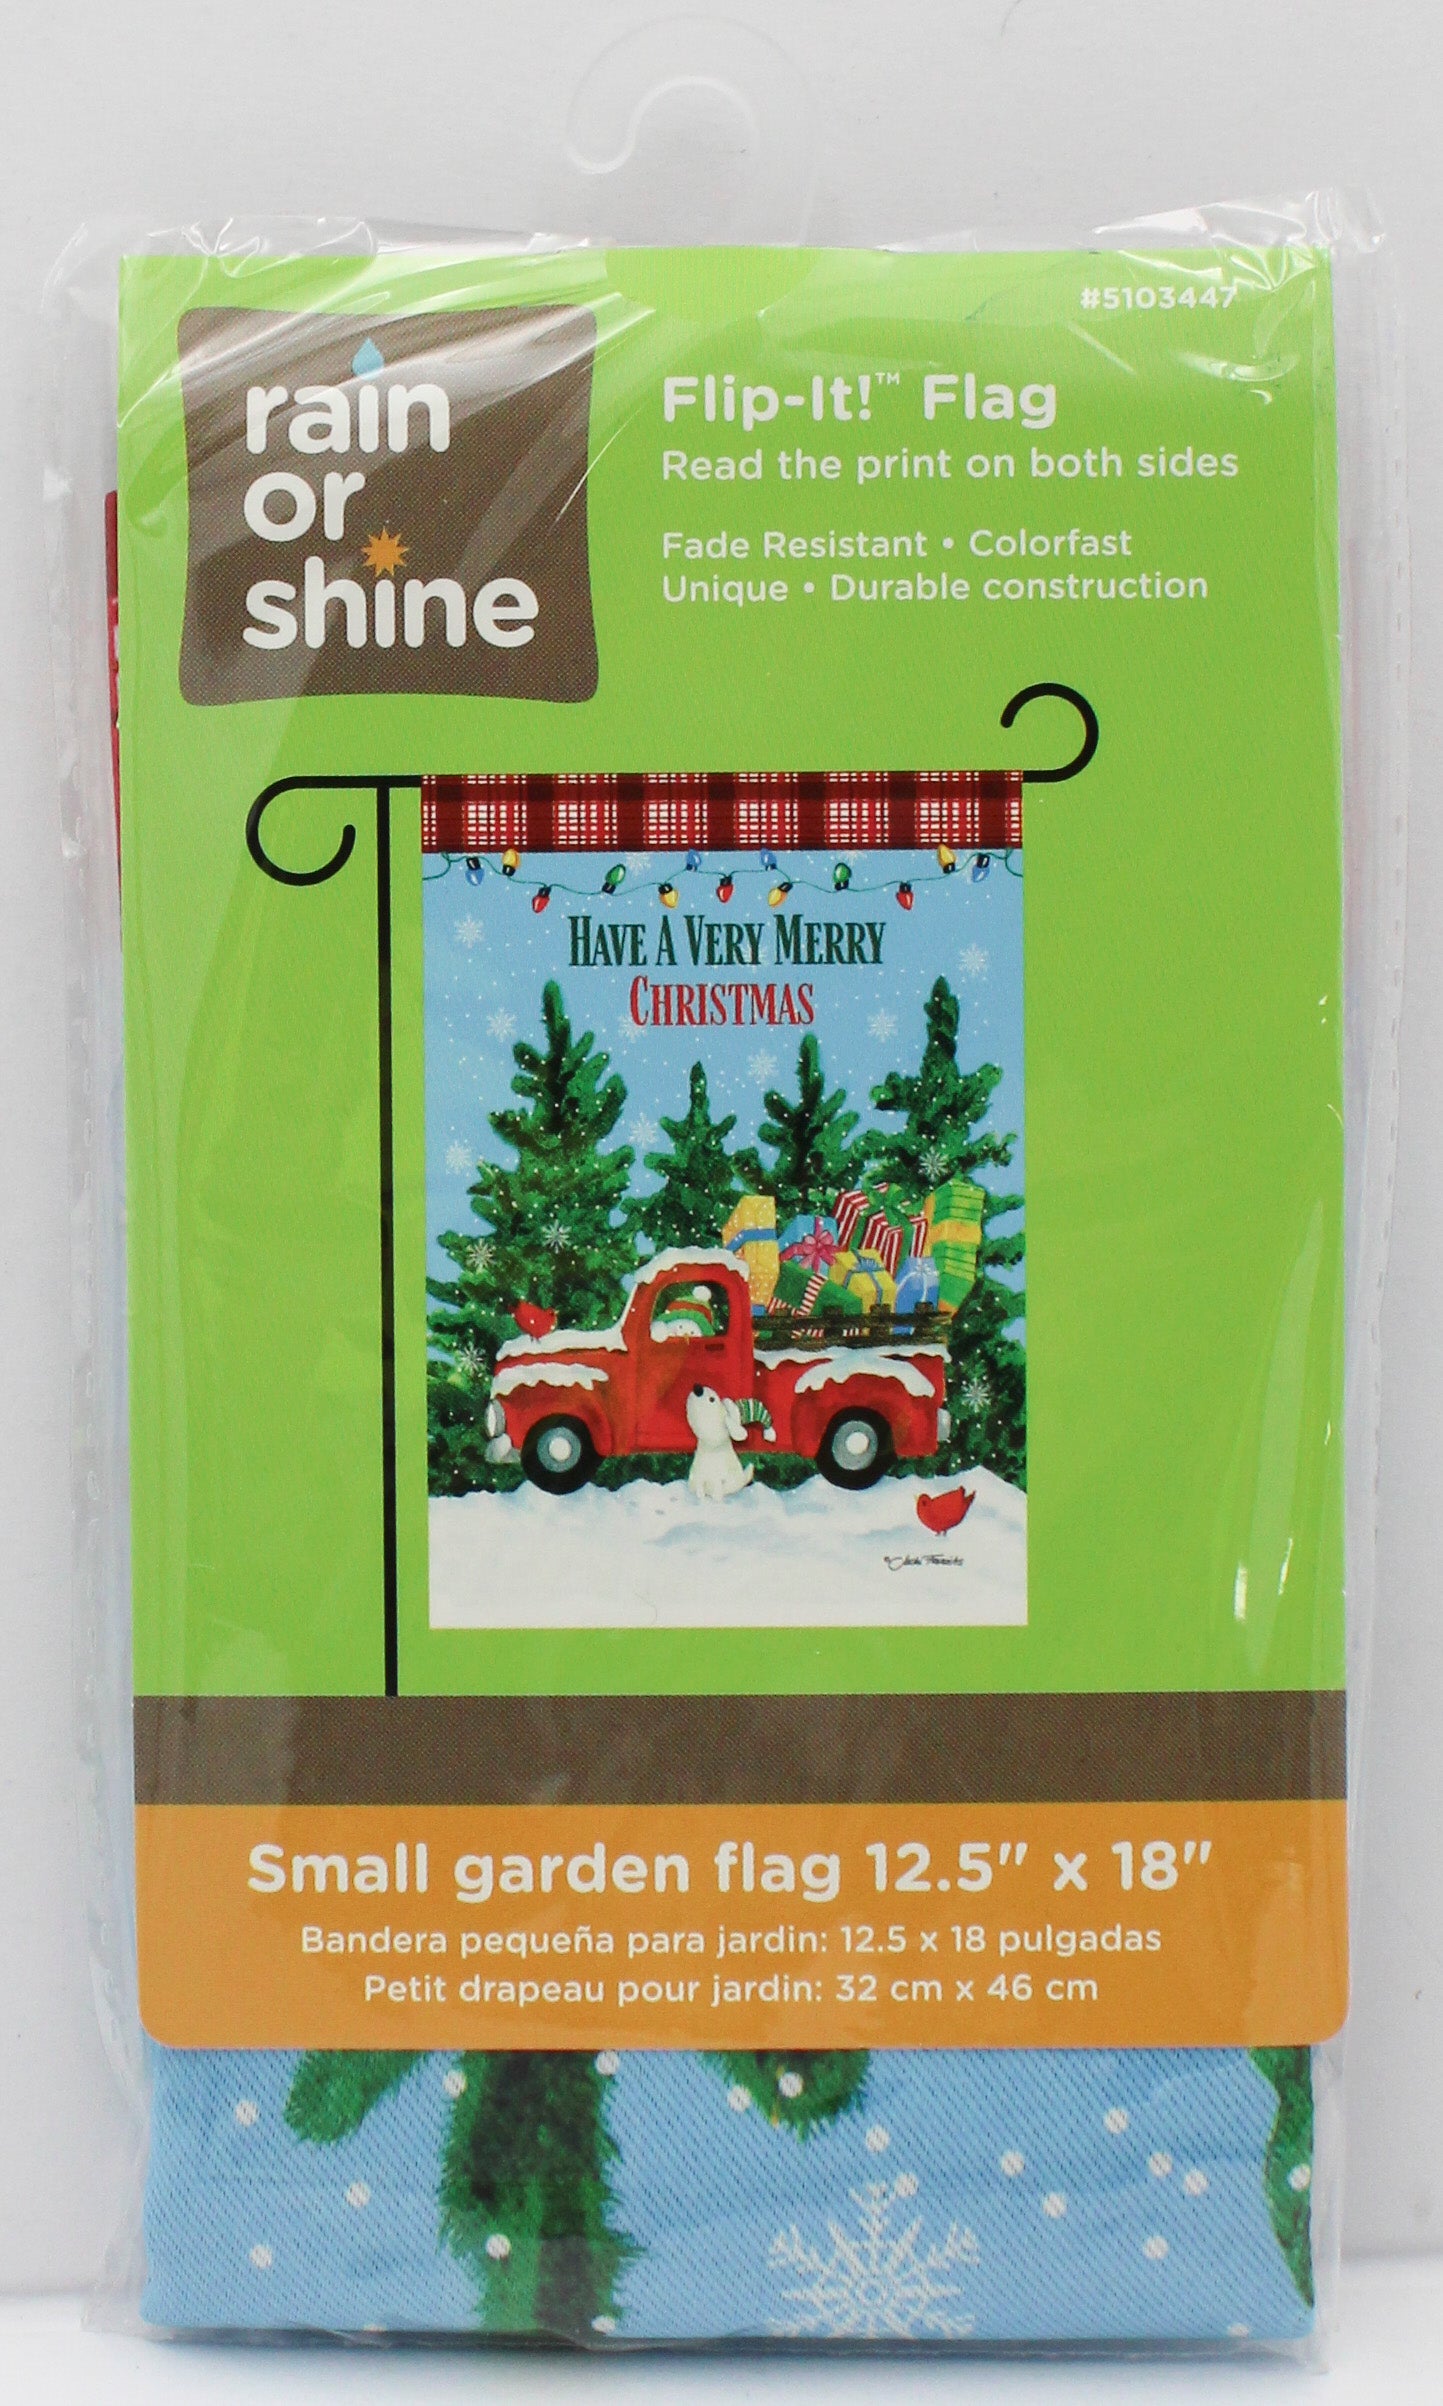 #5103447
rain
or
shine
Flip-It!™ Flag
Read the print on both sides
Fade Resistant • Colorfast
Unique • Durable construction
HAVE A VERY MERRY
CHRISTMAS
Small garden flag 12.5" x 18"
Bandera pequeña para jardin: 12.5 x 18 pulgadas
Petit drapeau pour jardin: 32 cm x 46 cm